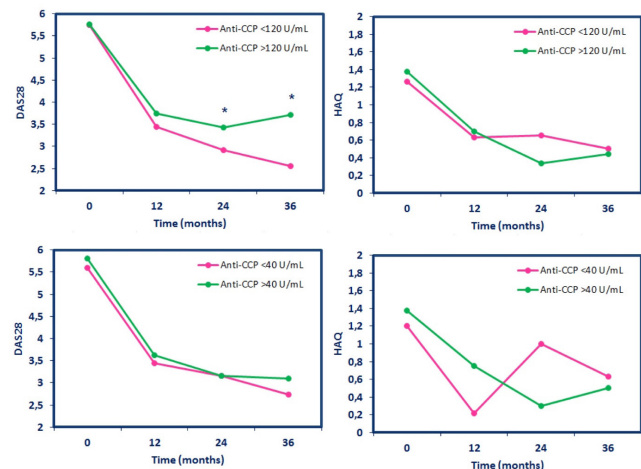 6
5,5
5
4,5
4
3,5
3
2,5
2
DAS28
Anti-CCP <120 U/mL
Anti-CCP >120 U/mL
*
*
0 12 24 36
Time (months)
2
1,8
1,6
1,4
1,2
1
0,8
0,6
0,4
0,2
0
HAQ
Anti-CCP <120 U/mL
Anti-CCP >120 U/mL
0 12 24 36
Time (months)
6
5,5
5
4,5
4
3,5
3
2,5
2
DAS28
Anti-CCP <40 U/mL
Anti-CCP >40 U/mL
0 12 24 36
Time (months)
2
1,8
1,6
1,4
1,2
1
0,8
0,6
0,4
0,2
0
HAQ
Anti-CCP <40 U/mL
Anti-CCP >40 U/mL
0 12 24 36
Time (months)